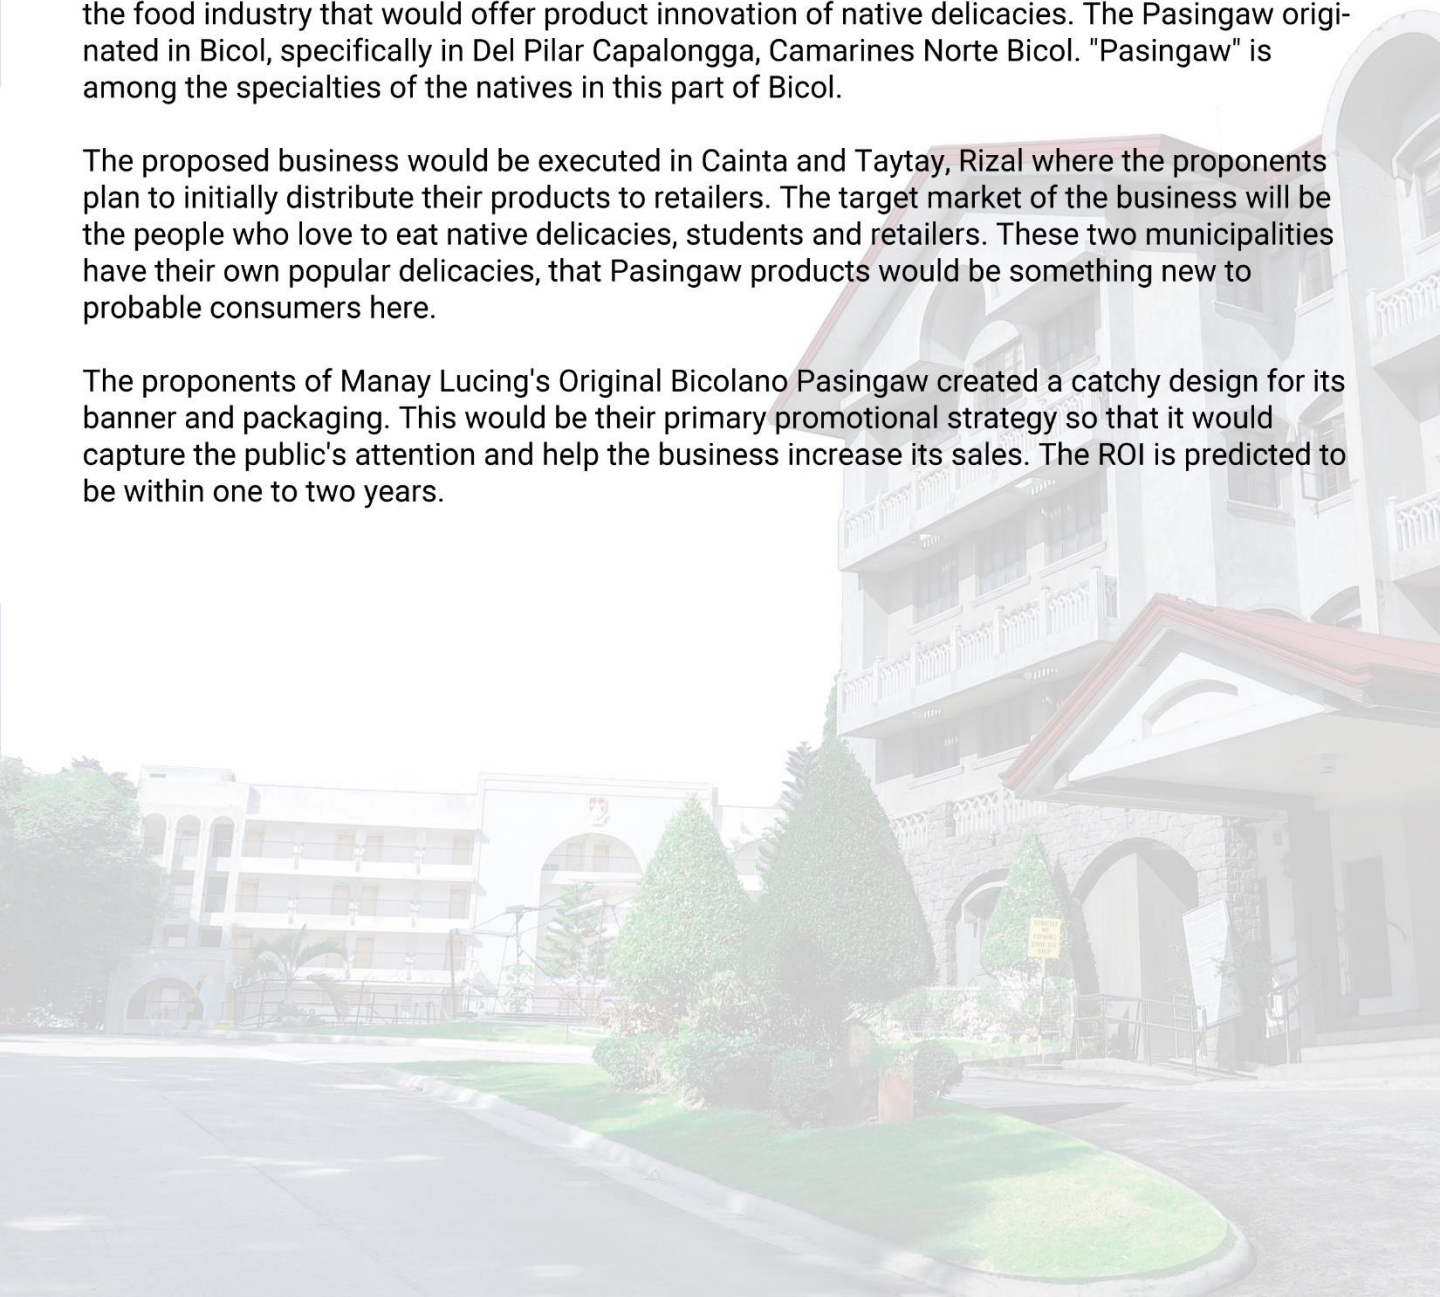 the food industry that would offer product innovation of native delicacies. The Pasingaw origi-
nated in Bicol, specifically in Del Pilar Capalongga, Camarines Norte Bicol. "Pasingaw" is
among the specialties of the natives in this part of Bicol.
The proposed business would be executed in Cainta and Taytay, Rizal where the proponents
plan to initially distribute their products to retailers. The target market of the business will be
the people who love to eat native delicacies, students and retailers. These two municipalities
have their own popular delicacies, that Pasingaw products would be something new to
probable consumers here.
The proponents of Manay Lucing's Original Bicolano Pasingaw created a catchy design for its
banner and packaging. This would be their primary promotional strategy so that it would
capture the public's attention and help the business increase its sales. The ROI is predicted to
be within one to two years.